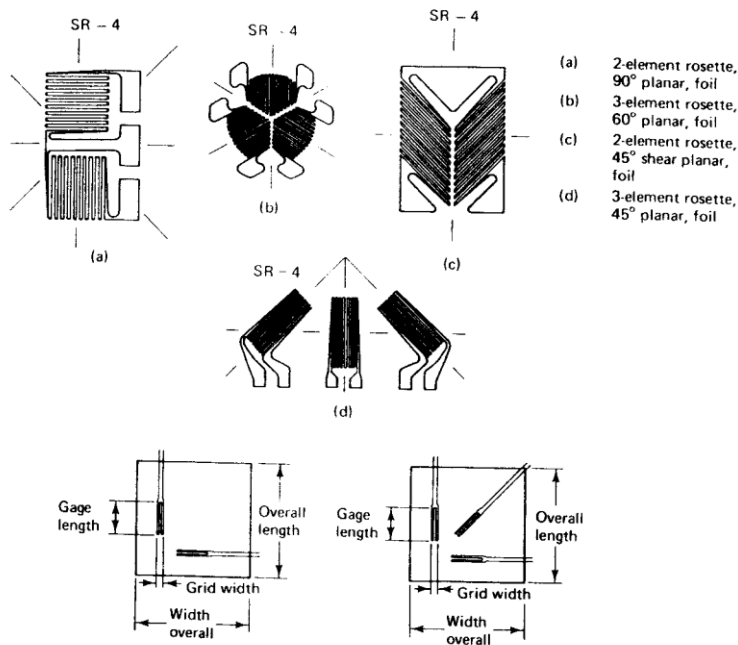 SR – 4
SR – 4
SR – 4
(a) 2-element rosette,
90° planar, foil
(b) 3-element rosette,
60° planar, foil
(c) 2-element rosette,
45° shear planar,
foil
(d) 3-element rosette,
45° planar, foil
(a)
(b)
(c)
SR – 4
(d)
Gage
length
Overall
length
Grid width
Width
overall
Gage
length
Overall
length
Grid width
Width
overall